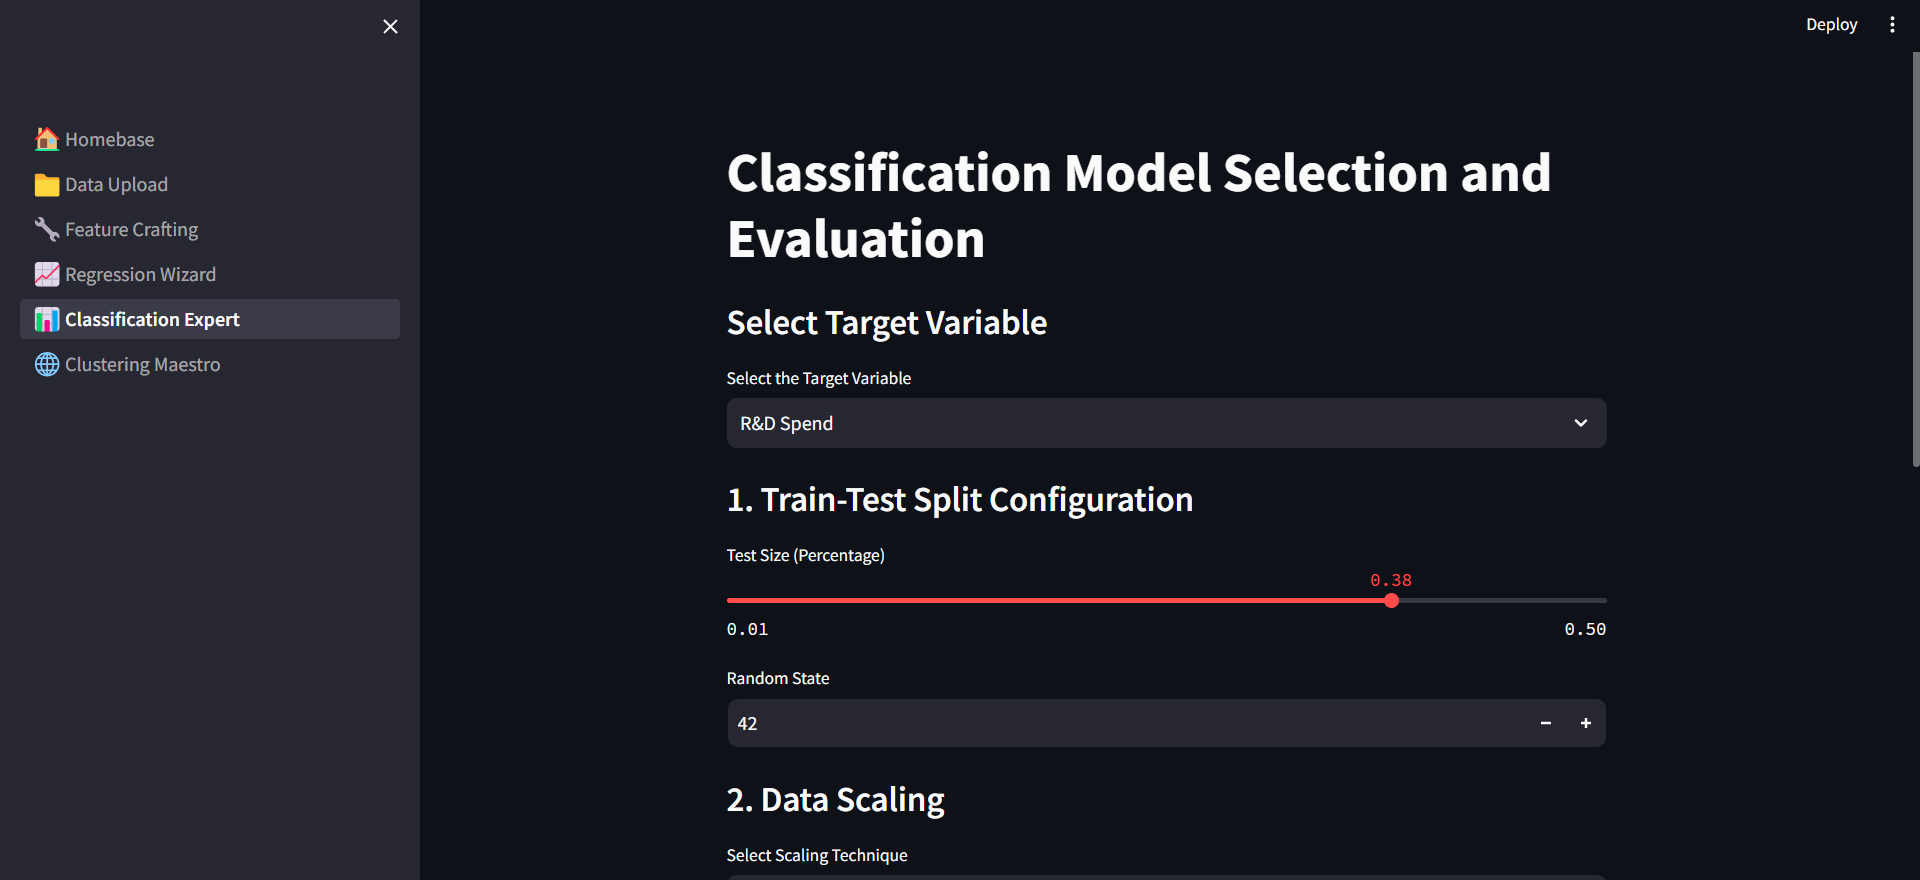 Deploy
Homebase
Data Upload
Feature Crafting
Regression Wizard
Classification Expert
Clustering Maestro
Classification Model Selection and
Evaluation
Select Target Variable
Select the Target Variable
R&D Spend
1. Train-Test Split Configuration
Test Size (Percentage)
0.38
0.01 0.50
Random State
42
2. Data Scaling
Select Scaling Technique